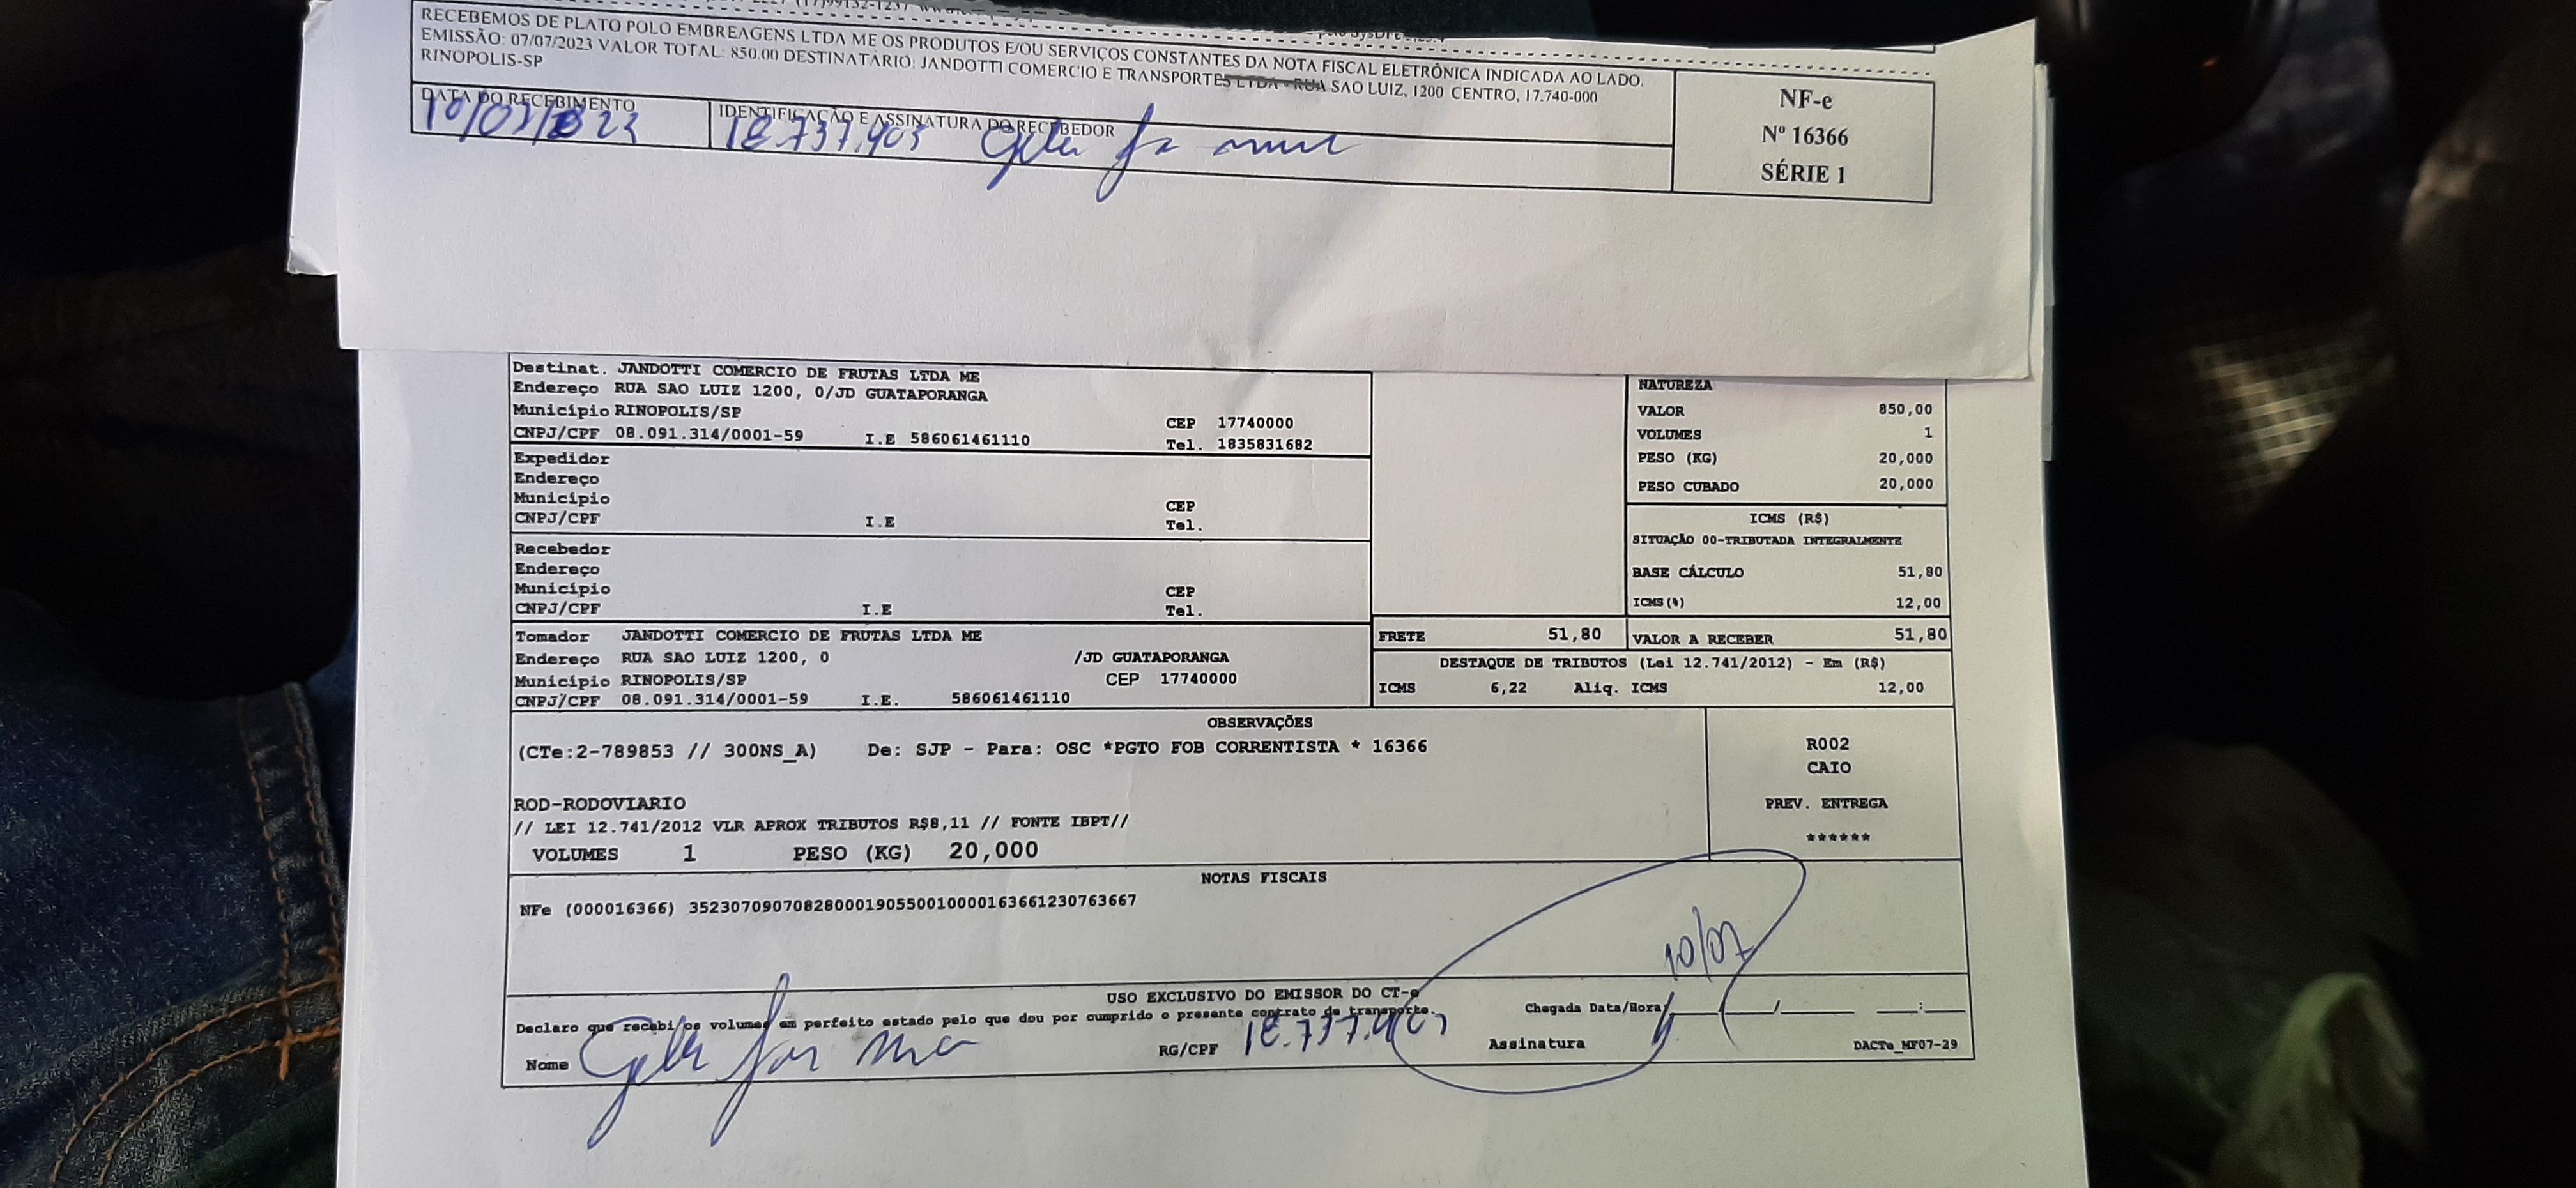 RECEBEMOS DE PLATO POLO EMBREAGENS LTDA ME OS PRODUTOS E/OU SERVIÇOS CONSTANTES DA NOTA FISCAL ELETRÔNICA INDICADA AO LADO.
EMISSÃO: 07/07/2023 VALOR TOTAL: 850.00 DESTINATÁRIO: JANDOTTI COMERCIO E TRANSPORTES LTDA - RUA SAO LUIZ, 1200 CENTRO, 17.740-000
RINOPOLIS-SP
DATA DO RECEBIMENTO
IDENTIFICAÇÃO E ASSINATURA DO RECEBEDOR
18.737.905
NF-e
Nº 16366
SÉRIE 1
Destinat. JANDOTTI COMERCIO DE FRUTAS LTDA ME
Endereço RUA SAO LUIZ 1200, 0/JD GUATAPORANGA
Município RINOPOLIS/SP CEP 17740000
CNPJ/CPF 08.091.314/0001-59 I.E 586061461110 Tel. 1835831682
Expedidor
Endereço
Município CEP
CNPJ/CPF I.E Tel.
Recebedor
Endereço
Município CEP
CNPJ/CPF I.E Tel.
Tomador JANDOTTI COMERCIO DE FRUTAS LTDA ME
Endereço RUA SAO LUIZ 1200, 0 /JD GUATAPORANGA
Município RINOPOLIS/SP CEP 17740000
CNPJ/CPF 08.091.314/0001-59 I.E. 586061461110
NATUREZA
VALOR 850,00
VOLUMES 1
PESO (KG) 20,000
PESO CUBADO 20,000
ICMS (R$)
SITUAÇÃO 00-TRIBUTADA INTEGRALMENTE
BASE CÁLCULO 51,80
ICMS(%) 12,00
FRETE 51,80 VALOR A RECEBER 51,80
DESTAQUE DE TRIBUTOS (Lei 12.741/2012) - Em (R$)
ICMS 6,22 Aliq. ICMS 12,00
OBSERVAÇÕES
(CTe:2-789853 // 300NS_A) De: SJP - Para: OSC *PGTO FOB CORRENTISTA * 16366
ROD-RODOVIARIO
// LEI 12.741/2012 VLR APROX TRIBUTOS R$8,11 // FONTE IBPT//
VOLUMES 1 PESO (KG) 20,000
R002
CAIO
PREV. ENTREGA
******
NOTAS FISCAIS
NFe (000016366) 35230709070828000190550010000163661230763667
10/07
USO EXCLUSIVO DO EMISSOR DO CT-e
Declaro que recebi os volumes em perfeito estado pelo que dou por cumprido o presente contrato de transporte.
Chegada Data/Hora / / :
Nome
RG/CPF 18.737.905
Assinatura
DACTe_MF07-29